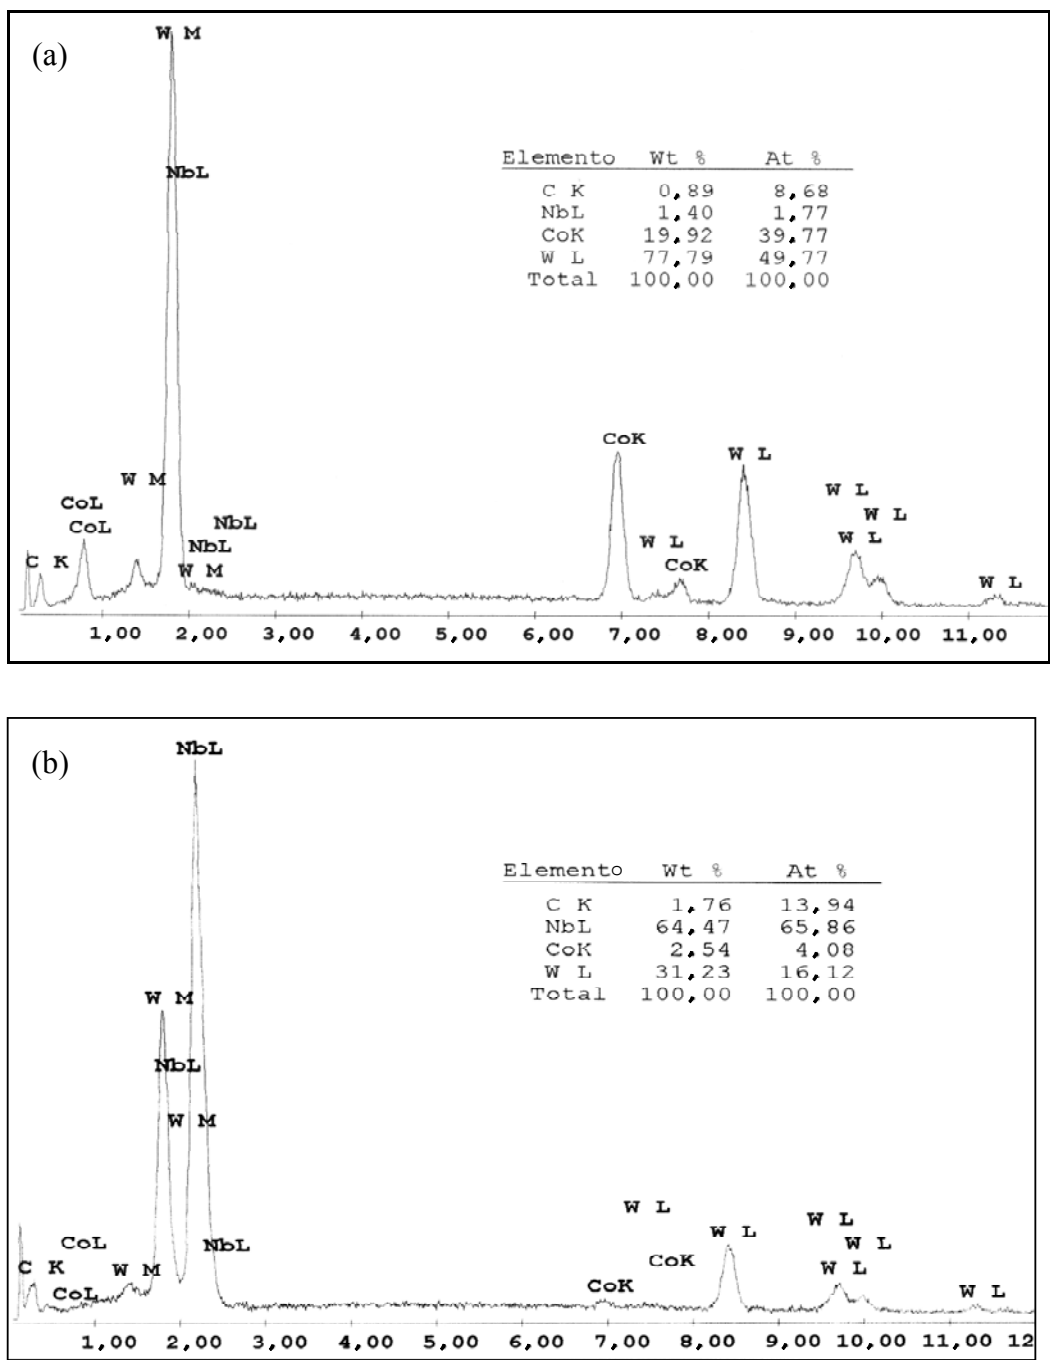 (a)
W M
NbL
Elemento Wt % At %
C K 0,89 8,68
NbL 1,40 1,77
CoK 19,92 39,77
W L 77,79 49,77
Total 100,00 100,00
CoK
W L
W M
W L
CoL
NbL
W L
CoL
NbL
W L
CoK
W L
C K
W M
W L
1,00 2,00 3,00 4,00 5,00 6,00 7,00 8,00 9,00 10,00 11,00
(b)
NbL
Elemento Wt % At %
C K 1,76 13,94
NbL 64,47 65,86
CoK 2,54 4,08
W L 31,23 16,12
Total 100,00 100,00
W M
NbL
W M
W L
W L
W L
CoL
NbL
W L
CoK
C K
W M
W L
CoL
CoK
W L
1,00 2,00 3,00 4,00 5,00 6,00 7,00 8,00 9,00 10,00 11,00 12